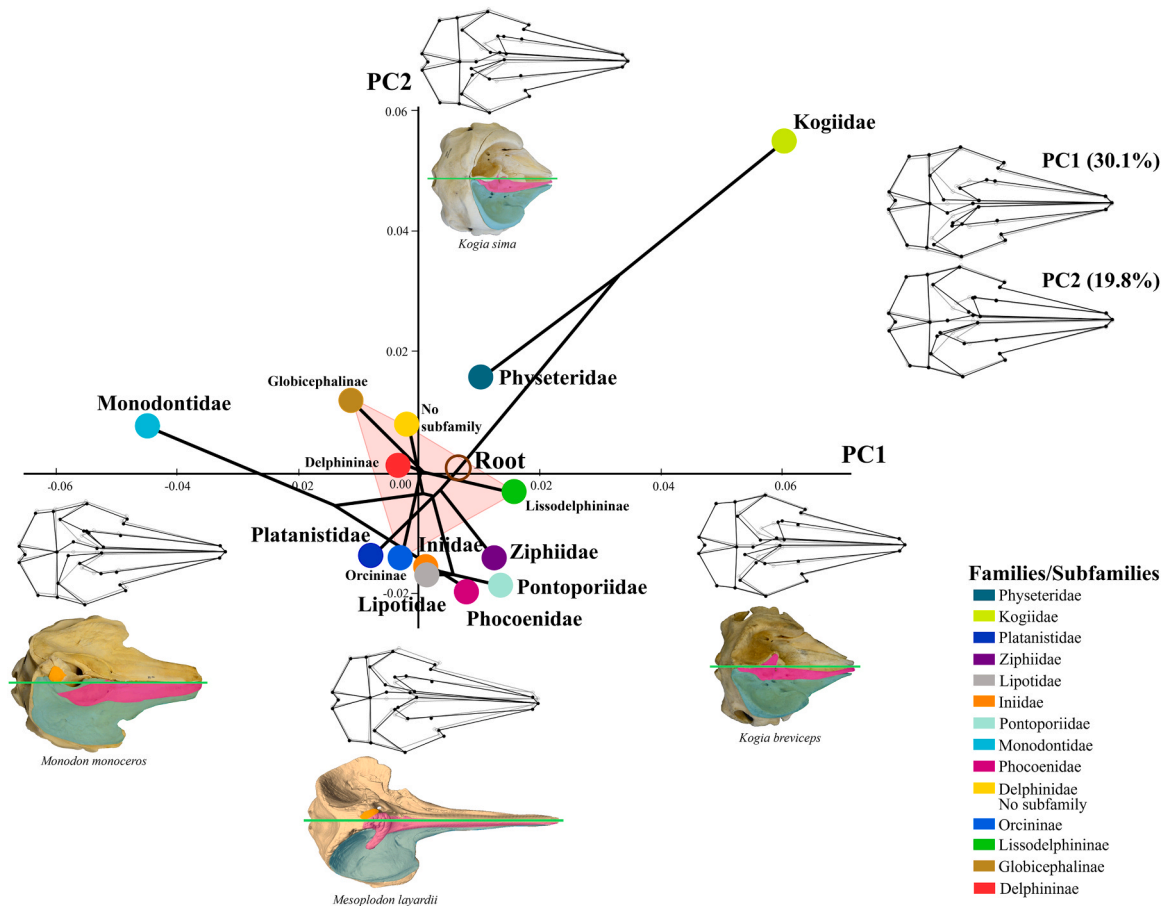 PC2
0.06
Kogiidae
PC1 (30.1%)
Kogia sima
0.04
PC2 (19.8%)
0.02
Physeteridae
Globicephalinae
Monodontidae
No
subfamily
Delphininae
Root
PC1
-0.06
-0.04
-0.02
0.00
0.02
0.04
0.06
Lissodelphininae
Platanistidae
Iniidae
Ziphiidae
Orcininae
Pontoporiidae
Lipotidae
-0.02
Phocoenidae
Monodon monoceros
Kogia breviceps
Mesoplodon layardii
Families/Subfamilies
Physeteridae
Kogiidae
Platanistidae
Ziphiidae
Lipotidae
Iniidae
Pontoporiidae
Monodontidae
Phocoenidae
Delphinidae
No subfamily
Orcininae
Lissodelphininae
Globicephalinae
Delphininae